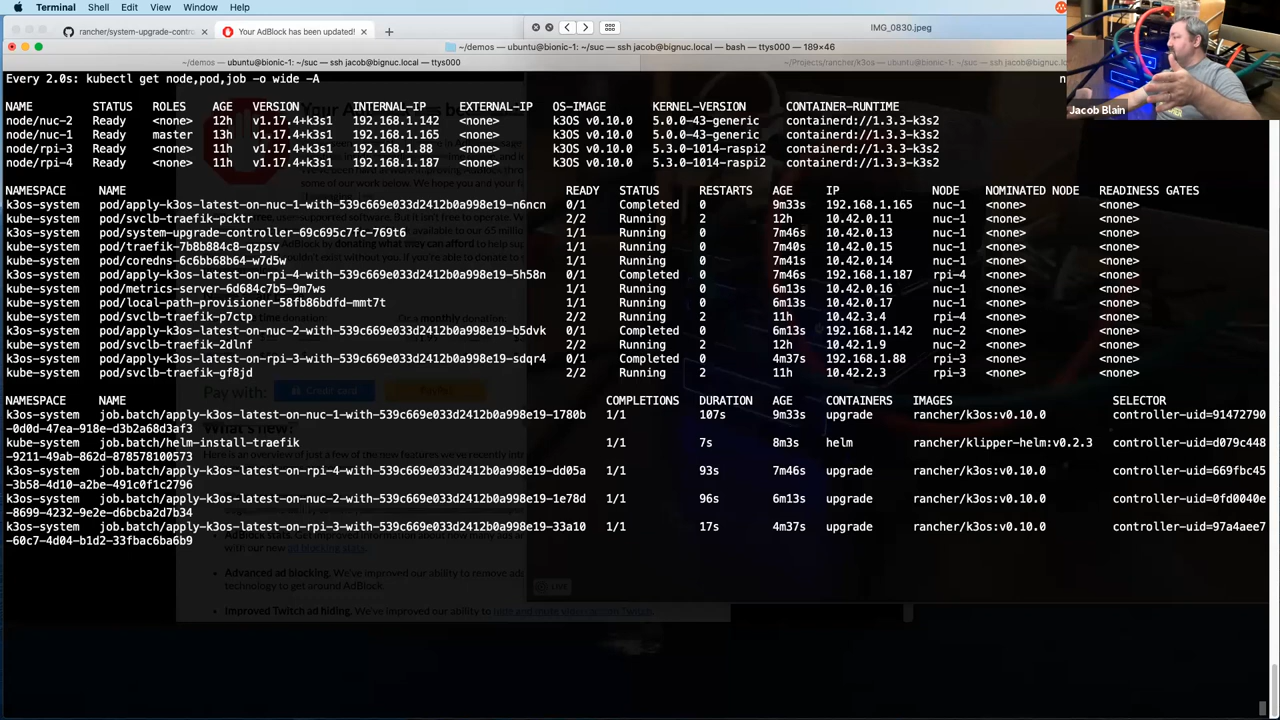 Terminal Shell Edit View Window Help
rancher/system-upgrade-contro Your AdBlock has been updated! IMG_0830.jpeg
~/demos — ubuntu@bionic-1: ~/suc — ssh jacob@bignuc.local — bash — ttys000 — 189×46
~/demos — ubuntu@bionic-1: ~/suc — ssh jacob@bignuc.local — ttys000 ~/Projects/rancher/k3os
Every 2.0s: kubectl get node,pod,job -o wide -A
Jacob Blain
NAME STATUS ROLES AGE VERSION INTERNAL-IP EXTERNAL-IP OS-IMAGE KERNEL-VERSION CONTAINER-RUNTIME
node/nuc-2 Ready <none> 12h v1.17.4+k3s1 192.168.1.142 <none> k3OS v0.10.0 5.0.0-43-generic containerd://1.3.3-k3s2
node/nuc-1 Ready master 13h v1.17.4+k3s1 192.168.1.165 <none> k3OS v0.10.0 5.0.0-43-generic containerd://1.3.3-k3s2
node/rpi-3 Ready <none> 11h v1.17.4+k3s1 192.168.1.88 <none> k3OS v0.10.0 5.3.0-1014-raspi2 containerd://1.3.3-k3s2
node/rpi-4 Ready <none> 11h v1.17.4+k3s1 192.168.1.187 <none> k3OS v0.10.0 5.3.0-1014-raspi2 containerd://1.3.3-k3s2
NAMESPACE NAME READY STATUS RESTARTS AGE IP NODE NOMINATED NODE READINESS GATES
k3os-system pod/apply-k3os-latest-on-nuc-1-with-539c669e033d2412b0a998e19-n6ncn 0/1 Completed 0 9m33s 192.168.1.165 nuc-1 <none> <none>
kube-system pod/svclb-traefik-pcktr 2/2 Running 2 12h 10.42.0.11 nuc-1 <none> <none>
k3os-system pod/system-upgrade-controller-69c695c7fc-769t6 1/1 Running 0 7m46s 10.42.0.13 nuc-1 <none> <none>
kube-system pod/traefik-7b8b884c8-qzpsv 1/1 Running 0 7m40s 10.42.0.15 nuc-1 <none> <none>
kube-system pod/coredns-6c6bb68b64-w7d5w 1/1 Running 0 7m41s 10.42.0.14 nuc-1 <none> <none>
k3os-system pod/apply-k3os-latest-on-rpi-4-with-539c669e033d2412b0a998e19-5h58n 0/1 Completed 0 7m46s 192.168.1.187 rpi-4 <none> <none>
kube-system pod/metrics-server-6d684c7b5-9m7ws 1/1 Running 0 6m13s 10.42.0.16 nuc-1 <none> <none>
kube-system pod/local-path-provisioner-58fb86bdfd-mmt7t 1/1 Running 0 6m13s 10.42.0.17 nuc-1 <none> <none>
kube-system pod/svclb-traefik-p7ctp 2/2 Running 2 11h 10.42.3.4 rpi-4 <none> <none>
k3os-system pod/apply-k3os-latest-on-nuc-2-with-539c669e033d2412b0a998e19-b5dvk 0/1 Completed 0 6m13s 192.168.1.142 nuc-2 <none> <none>
kube-system pod/svclb-traefik-2dlnf 2/2 Running 2 12h 10.42.1.9 nuc-2 <none> <none>
k3os-system pod/apply-k3os-latest-on-rpi-3-with-539c669e033d2412b0a998e19-sdqr4 0/1 Completed 0 4m37s 192.168.1.88 rpi-3 <none> <none>
kube-system pod/svclb-traefik-gf8jd 2/2 Running 2 11h 10.42.2.3 rpi-3 <none> <none>
NAMESPACE NAME COMPLETIONS DURATION AGE CONTAINERS IMAGES SELECTOR
k3os-system job.batch/apply-k3os-latest-on-nuc-1-with-539c669e033d2412b0a998e19-1780b 1/1 107s 9m33s upgrade rancher/k3os:v0.10.0 controller-uid=91472790
-0d0d-47ea-918e-d3b2a68d3af3
kube-system job.batch/helm-install-traefik 1/1 7s 8m3s helm rancher/klipper-helm:v0.2.3 controller-uid=d079c448
-9211-49ab-862d-878578100573
k3os-system job.batch/apply-k3os-latest-on-rpi-4-with-539c669e033d2412b0a998e19-dd05a 1/1 93s 7m46s upgrade rancher/k3os:v0.10.0 controller-uid=669fbc45
-3b58-4d10-a2be-491c0f1c2796
k3os-system job.batch/apply-k3os-latest-on-nuc-2-with-539c669e033d2412b0a998e19-1e78d 1/1 96s 6m13s upgrade rancher/k3os:v0.10.0 controller-uid=0fd0040e
-8699-4232-9e2e-d6bcba2d7b34
k3os-system job.batch/apply-k3os-latest-on-rpi-3-with-539c669e033d2412b0a998e19-33a10 1/1 17s 4m37s upgrade rancher/k3os:v0.10.0 controller-uid=97a4aee7
-60c7-4d04-b1d2-33fbac6ba6b9